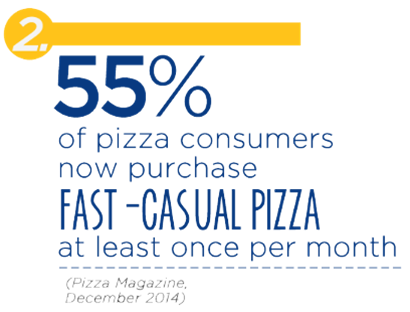 2.
55%
of pizza consumers
now purchase
FAST-CASUAL PIZZA
at least once per month
(Pizza Magazine,
December 2014)